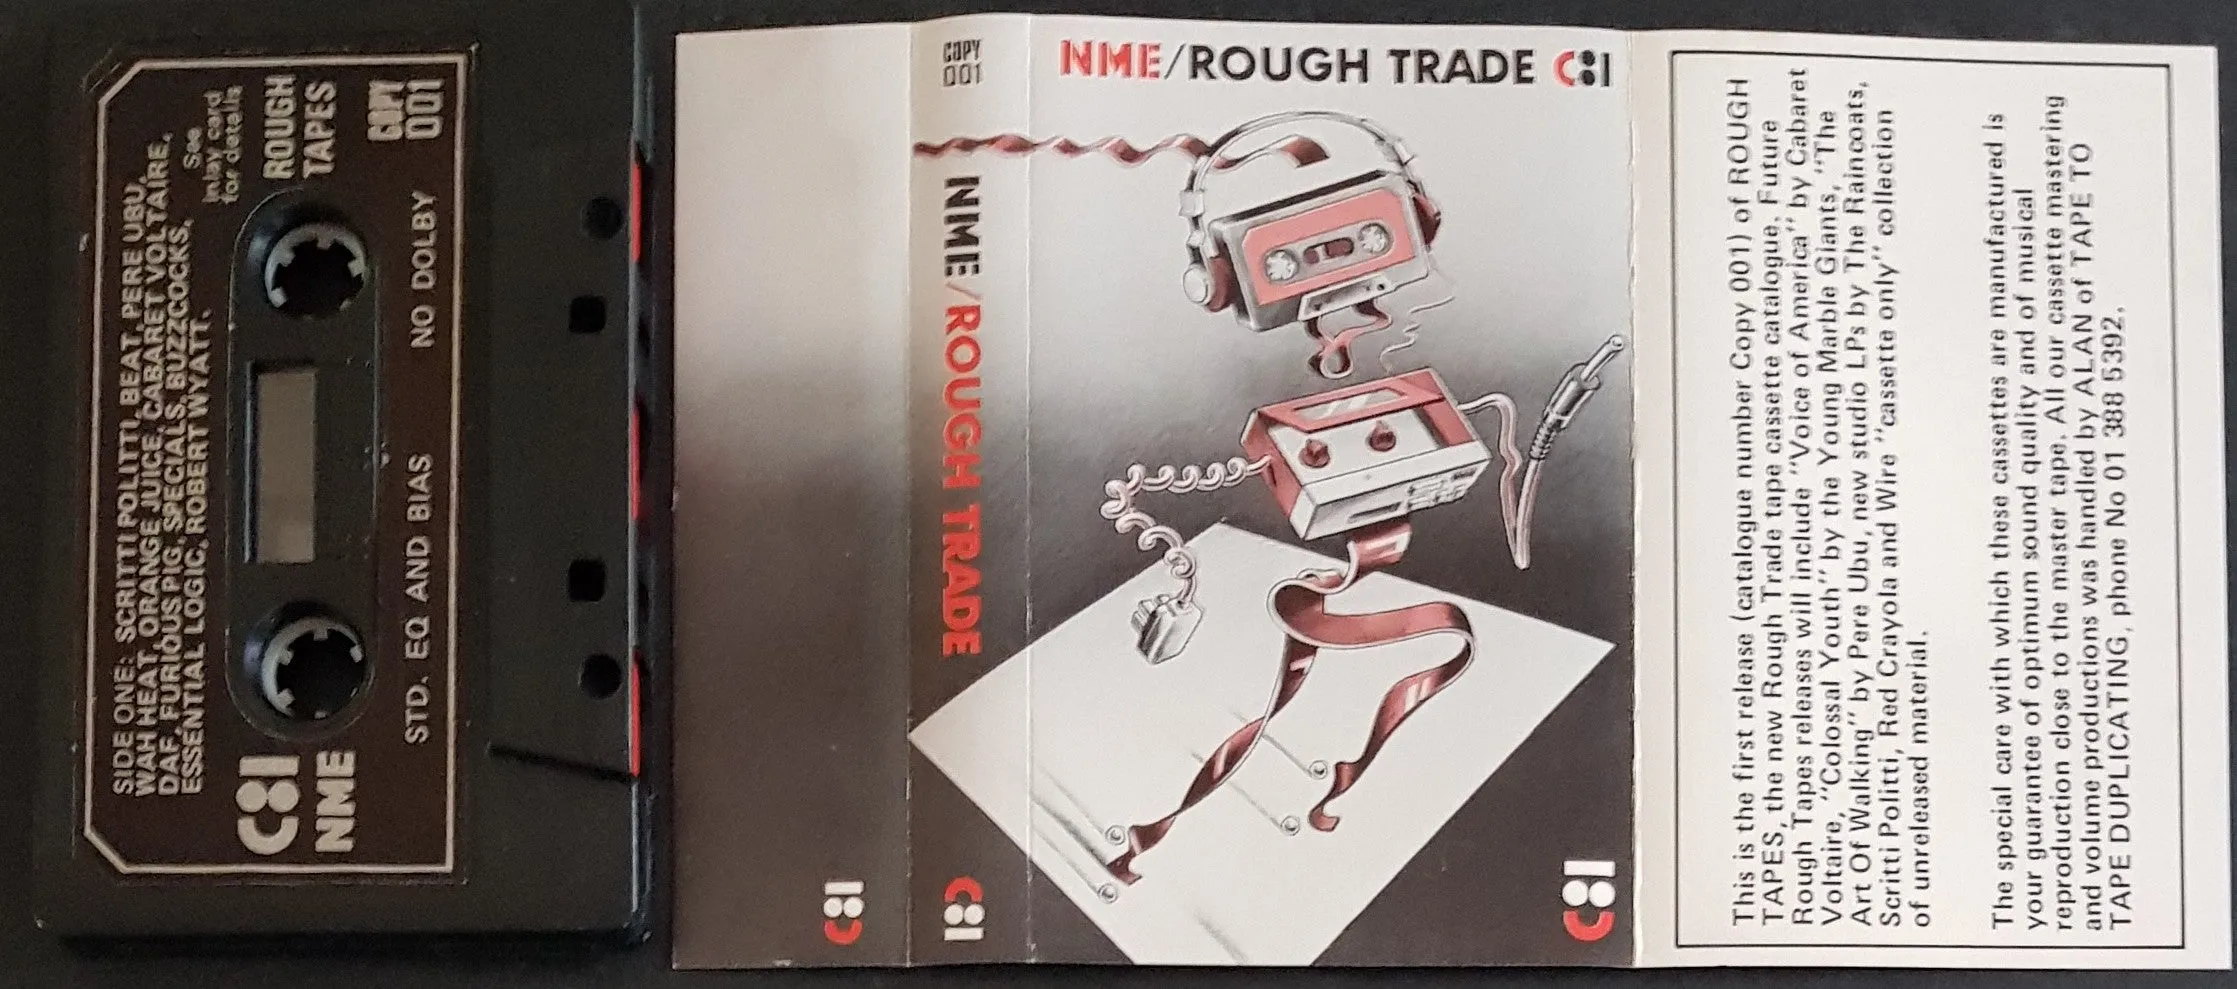 SIDE ONE: SCRITTI POLITTI, BEAT, PERE UBU,
WAH HEAT, ORANGE JUICE, CABARET VOLTAIRE,
DAF, FURIOUS PIG, SPECIALS, BUZZCOCKS,
ESSENTIAL LOGIC, ROBERT WYATT.
See
inlay card
for details
C81
NME
ROUGH
TAPES
STD. EQ AND BIAS NO DOLBY
COPY
001
C81
COPY
001
NME/ROUGH TRADE
C81
NME/ROUGH TRADE C81
C81
This is the first release (catalogue number Copy 001) of ROUGH
TAPES, the new Rough Trade tape cassette catalogue. Future
Rough Tapes releases will include "Voice of America" by Cabaret
Voltaire, "Colossal Youth" by the Young Marble Giants, "The
Art Of Walking" by Pere Ubu, new studio LPs by The Raincoats,
Scritti Politti, Red Crayola and Wire "cassette only" collection
of unreleased material.
The special care with which these cassettes are manufactured is
your guarantee of optimum sound quality and of musical
reproduction close to the master tape. All our cassette mastering
and volume productions was handled by ALAN of TAPE TO
TAPE DUPLICATING, phone No 01 388 5392.